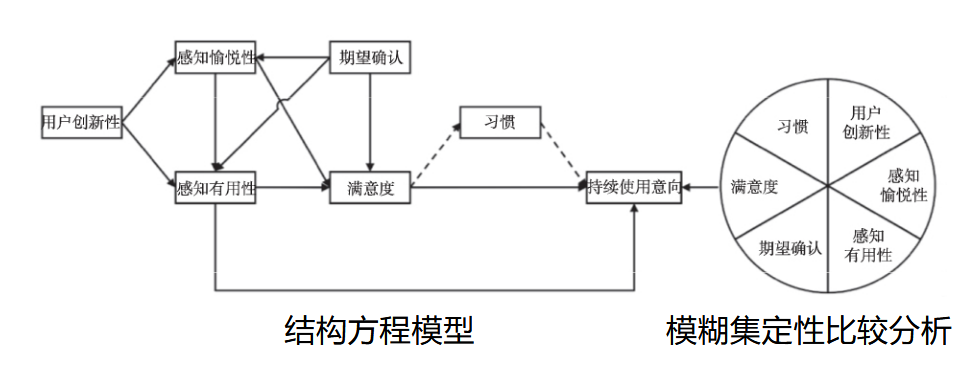 感知愉悦性
期望确认
用户创新性
习惯
感知有用性
满意度
持续使用意向
习惯
用户
创新性
满意度
感知
愉悦性
期望确认
感知
有用性
结构方程模型
模糊集定性比较分析